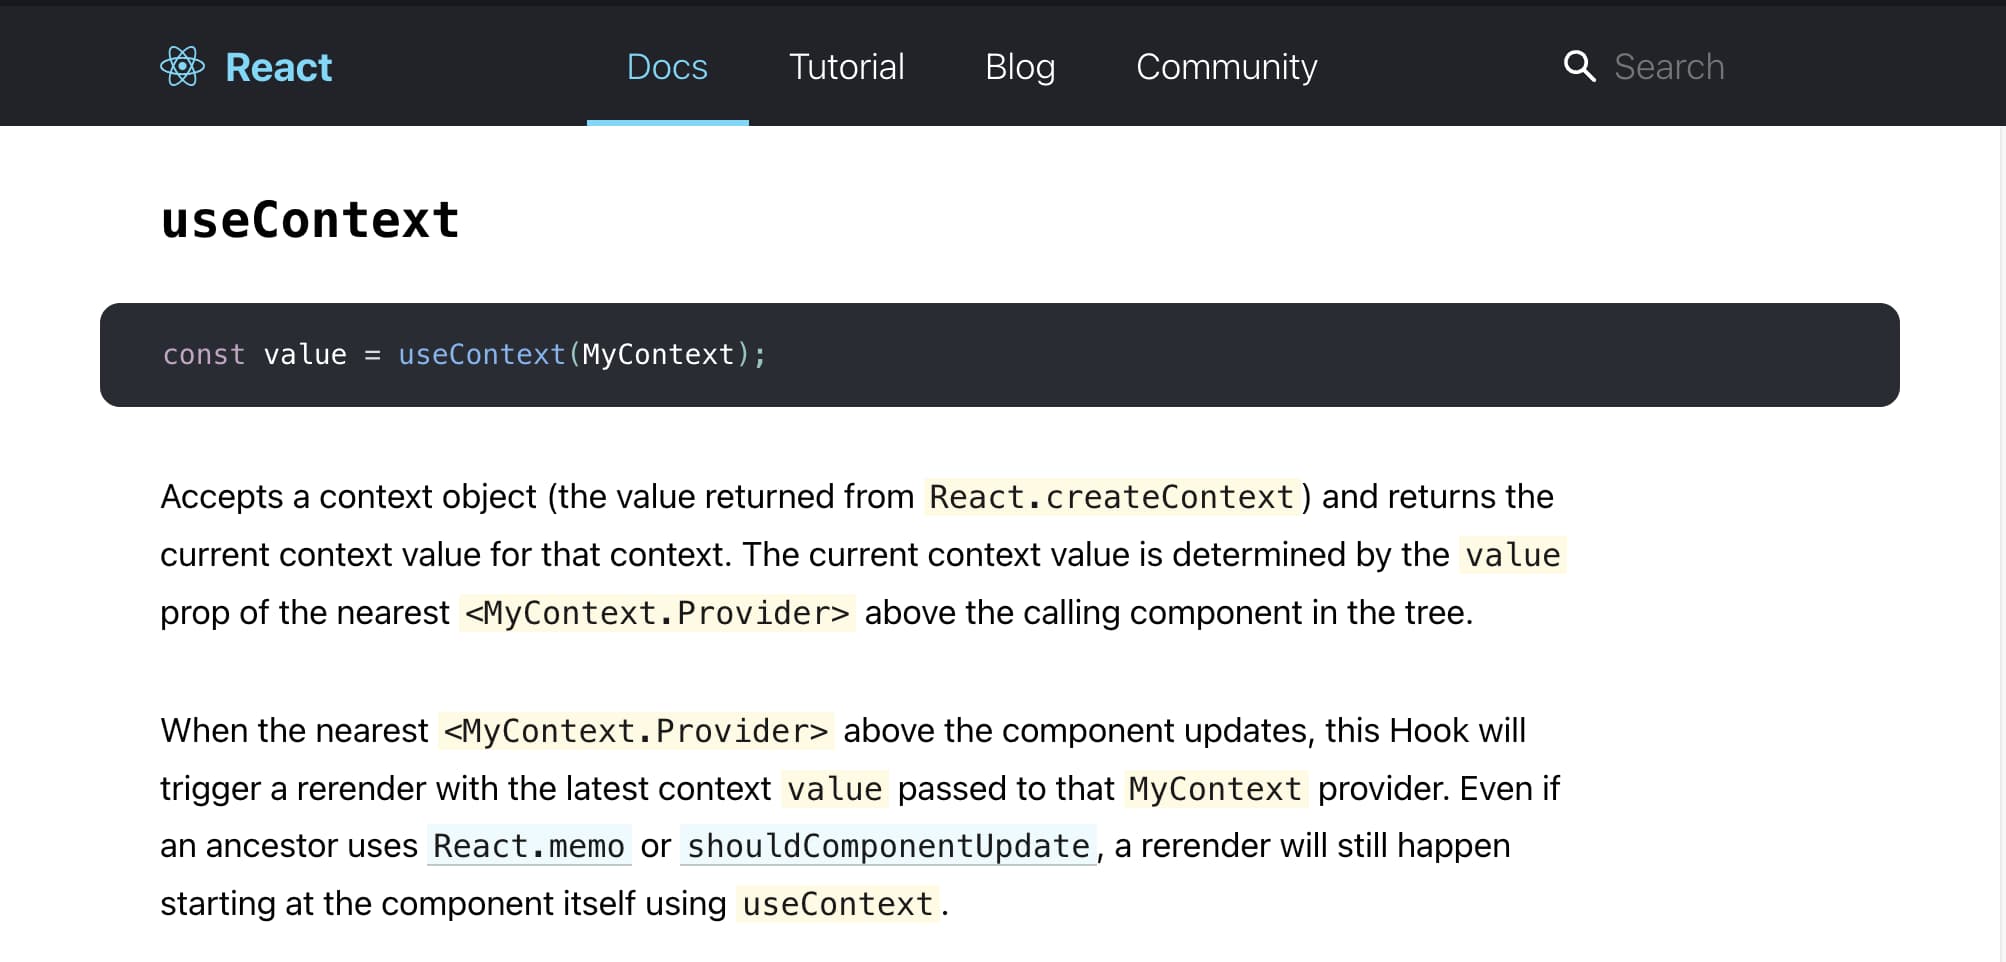 React Docs Tutorial Blog Community Search
useContext
const value = useContext(MyContext);
Accepts a context object (the value returned from React.createContext) and returns the
current context value for that context. The current context value is determined by the value
prop of the nearest <MyContext.Provider> above the calling component in the tree.
When the nearest <MyContext.Provider> above the component updates, this Hook will
trigger a rerender with the latest context value passed to that MyContext provider. Even if
an ancestor uses React.memo or shouldComponentUpdate, a rerender will still happen
starting at the component itself using useContext.